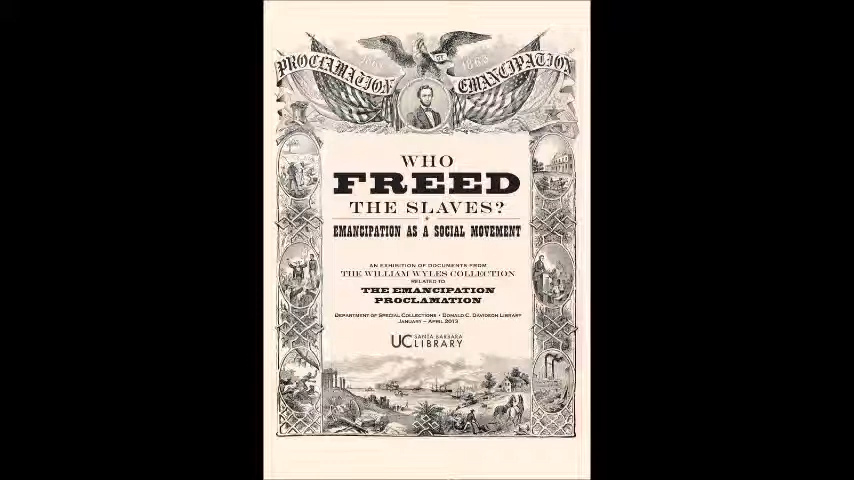 PROCLAMATION
1863
EMANCIPATION
WHO
FREED
THE SLAVES?
EMANCIPATION AS A SOCIAL MOVEMENT
AN EXHIBITION OF DOCUMENTS FROM
THE WILLIAM WYLES COLLECTION
RELATED TO
THE EMANCIPATION
PROCLAMATION
DEPARTMENT OF SPECIAL COLLECTIONS • DONALD C. DAVIDSON LIBRARY
JANUARY – APRIL 2013
UC SANTA BARBARA
LIBRARY